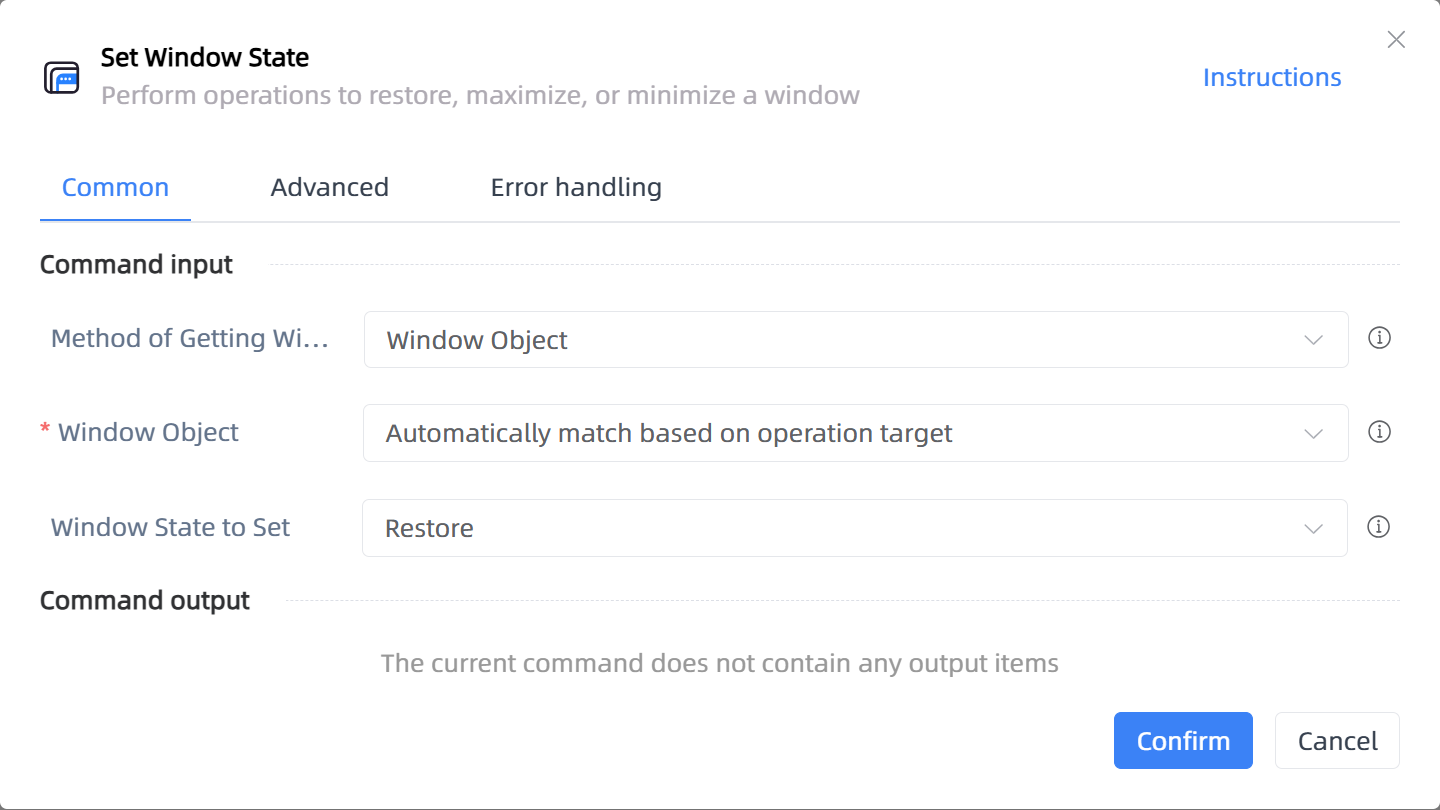 Set Window State
Perform operations to restore, maximize, or minimize a window
Instructions
Common
Advanced
Error handling
Command input
Method of Getting Wi...
Window Object
* Window Object
Automatically match based on operation target
Window State to Set
Restore
Command output
The current command does not contain any output items
Confirm
Cancel